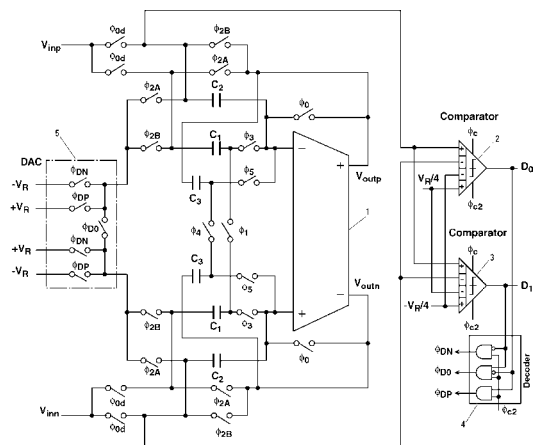 Vinp
ϕ0d
ϕ2B
ϕ0d
ϕ2A
ϕ2A
C2
ϕ0
5
ϕ2B
C1
ϕ3
DAC
-VR
ϕDN
+VR
ϕDP
ϕD0
+VR
ϕDN
-VR
ϕDP
C3
ϕ5
ϕ4
ϕ1
C3
ϕ5
ϕ2B
C1
ϕ3
ϕ2A
C2
ϕ0
Vinn
ϕ0d
ϕ2A
ϕ0d
ϕ2B
−
+
Voutp
1
Voutn
Comparator
ϕc
2
D0
+
-
-
+
VR/4
ϕc2
Comparator
ϕc
3
D1
+
-
-
+
-VR/4
ϕc2
ϕDN
ϕD0
ϕDP
Decoder
4
ϕc2